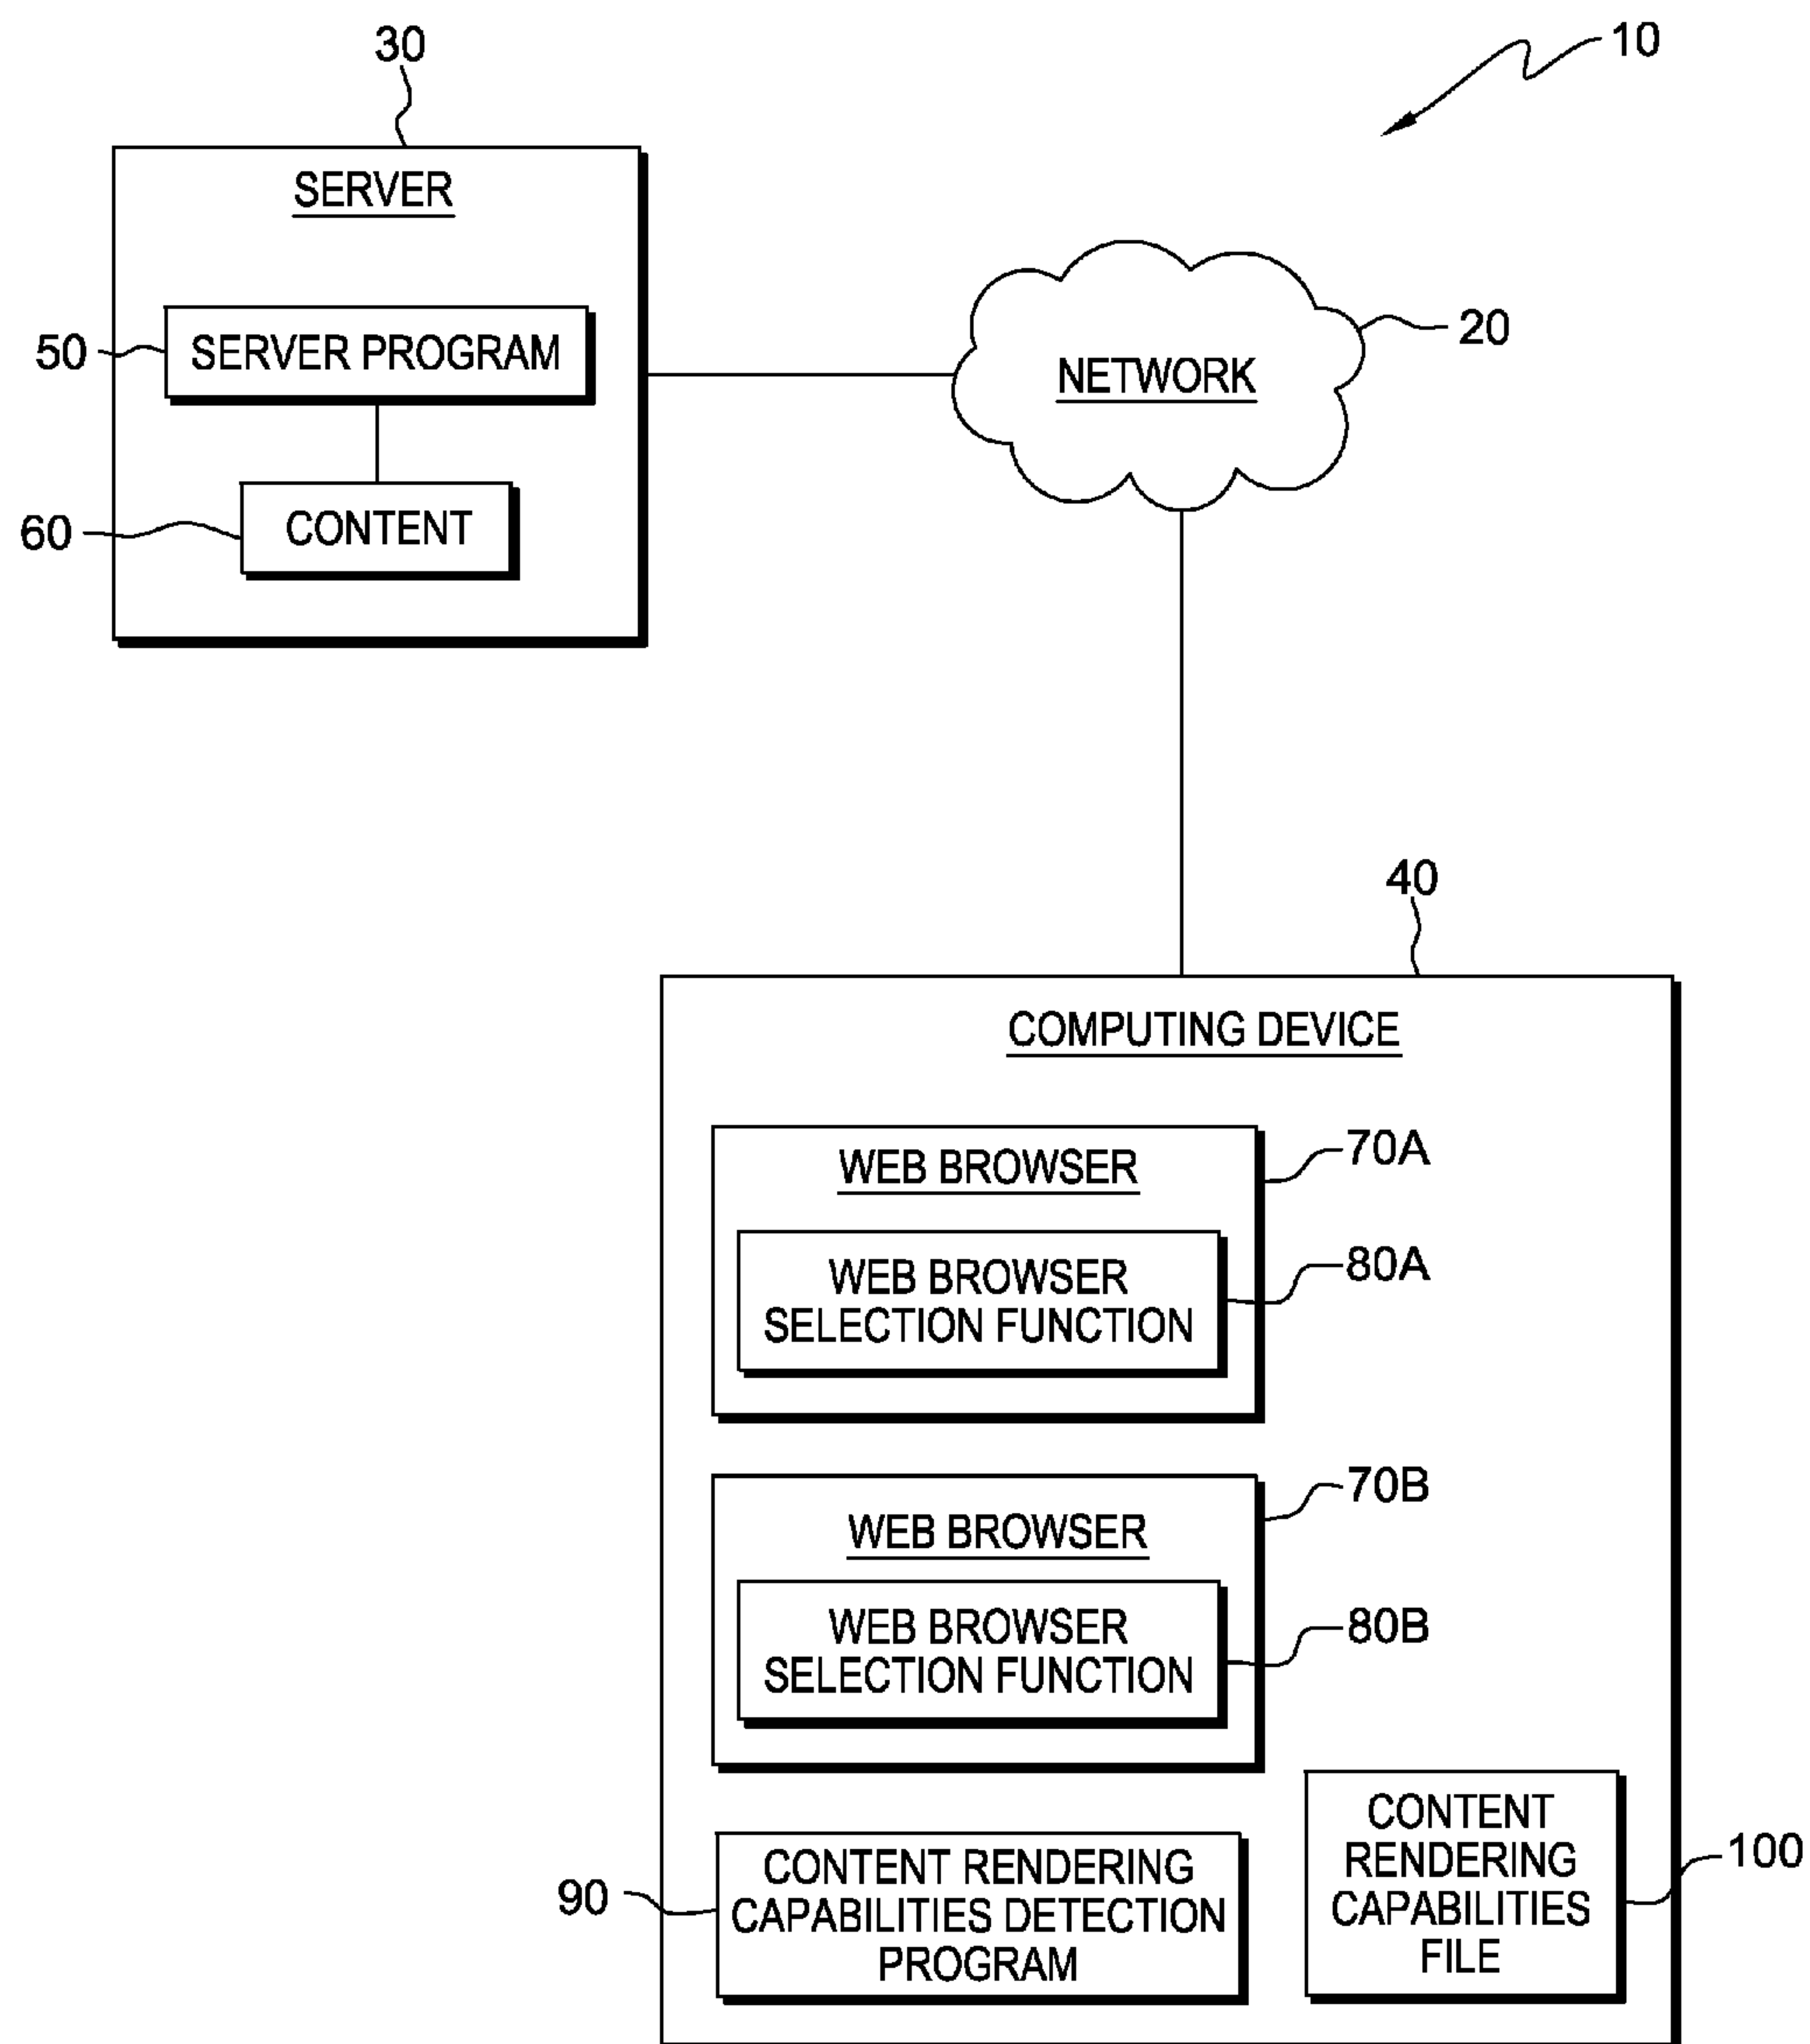 10
30
SERVER
50
SERVER PROGRAM
60
CONTENT
20
NETWORK
40
COMPUTING DEVICE
70A
WEB BROWSER
80A
WEB BROWSER
SELECTION FUNCTION
70B
WEB BROWSER
80B
WEB BROWSER
SELECTION FUNCTION
90
CONTENT RENDERING
CAPABILITIES DETECTION
PROGRAM
CONTENT
RENDERING
CAPABILITIES
FILE
100